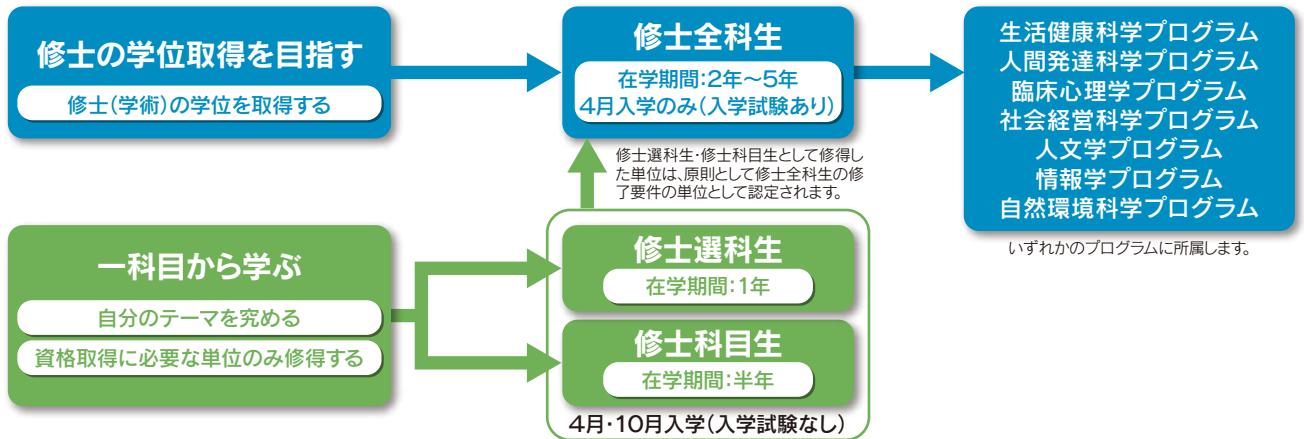 修士の学位取得を目指す
修士(学術)の学位を取得する
修士全科生
在学期間:2年～5年
4月入学のみ(入学試験あり)
生活健康科学プログラム
人間発達科学プログラム
臨床心理学プログラム
社会経営科学プログラム
人文学プログラム
情報学プログラム
自然環境科学プログラム
いずれかのプログラムに所属します。
修士選科生・修士科目生として修得し
た単位は、原則として修士全科生の修
了要件の単位として認定されます。
一科目から学ぶ
自分のテーマを究める
資格取得に必要な単位のみ修得する
修士選科生
在学期間:1年
修士科目生
在学期間:半年
4月・10月入学(入学試験なし)